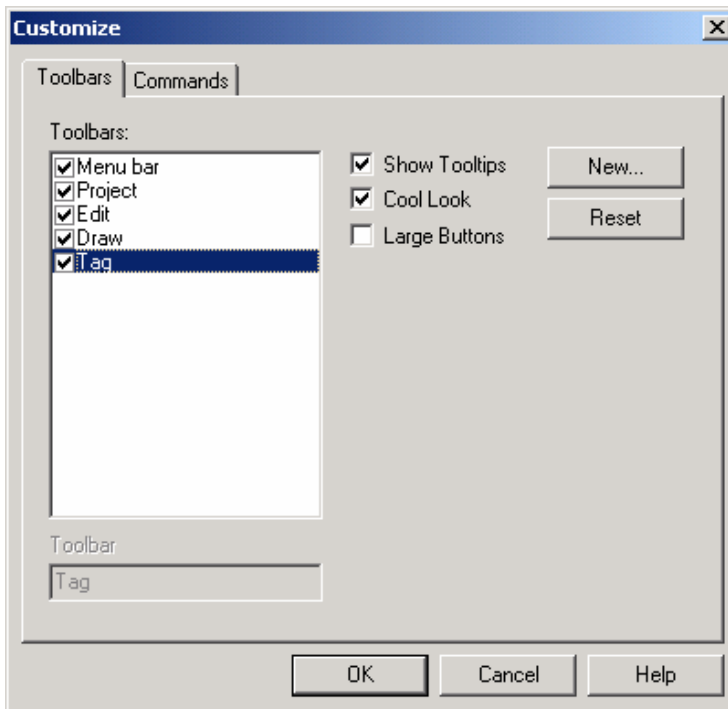 Customize
Toolbars
Commands
Toolbars:
Menu bar
Project
Edit
Draw
Tag
Show Tooltips
Cool Look
Large Buttons
New...
Reset
Toolbar
Tag
OK
Cancel
Help